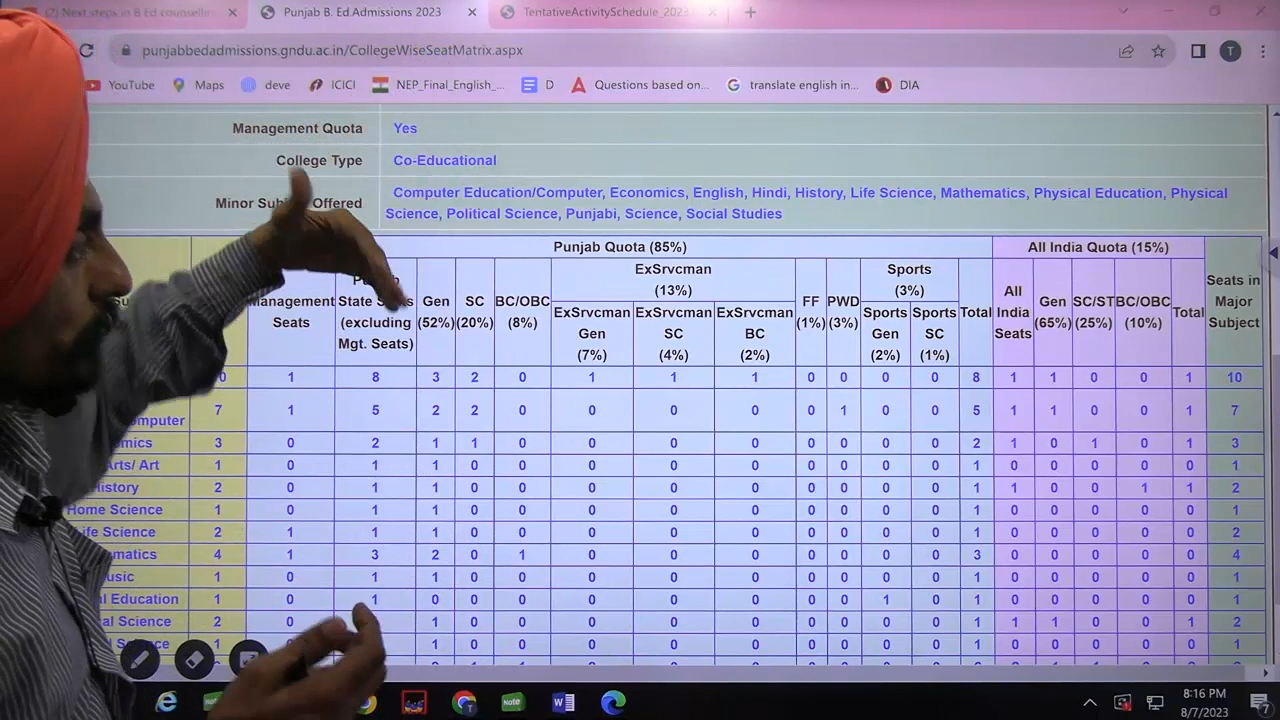 (2) Next steps in B Ed counselle
Punjab B. Ed.Admissions 2023
TentativeActivitySchedule_2023
punjabbedadmissions.gndu.ac.in/CollegeWiseSeatMatrix.aspx
T
YouTube Maps deve ICICI NEP_Final_English_... D Questions based on... translate english in... DIA
Management Quota Yes
College Type Co-Educational
Offered Computer Education/Computer, Economics, English, Hindi, History, Life Science, Mathematics, Physical Education, Physical
Science, Political Science, Punjabi, Science, Social Studies
Punjab Quota (85%) All India Quota (15%)
Management Seats
State (excluding Mgt. Seats)
Gen (52%)
SC (20%)
BC/OBC (8%)
ExSrvcman (13%)
ExSrvcman Gen (7%)
ExSrvcman SC (4%)
ExSrvcman BC (2%)
FF (1%)
PWD (3%)
Sports (3%)
Sports Gen (2%)
Sports SC (1%)
Total
All India Seats
Gen (65%)
SC/ST (25%)
BC/OBC (10%)
Total
Seats in Major Subject
0 1 8 3 2 0 1 1 1 0 0 0 0 8 1 1 0 0 1 10
omputer 7 1 5 2 2 0 0 0 0 0 1 0 0 5 1 1 0 0 1 7
mics 3 0 2 1 1 0 0 0 0 0 0 0 0 2 1 0 1 0 1 3
Arts/ Art 1 0 1 1 0 0 0 0 0 0 0 0 0 1 0 0 0 0 0 1
History 2 0 1 1 0 0 0 0 0 0 0 0 0 1 1 0 0 1 1 2
Home Science 1 0 1 1 0 0 0 0 0 0 0 0 0 1 0 0 0 0 0 1
Life Science 2 1 1 1 0 0 0 0 0 0 0 0 0 1 0 0 0 0 0 2
matics 4 1 3 2 0 1 0 0 0 0 0 0 0 3 0 0 0 0 0 4
usic 1 0 1 1 0 0 0 0 0 0 0 0 0 1 0 0 0 0 0 1
al Education 1 0 1 0 0 0 0 0 0 0 0 1 0 1 0 0 0 0 0 1
cal Science 2 0 1 0 0 0 0 0 0 0 0 0 1 1 1 0 0 1 2
l Science 1 1 0 0 0 0 0 0 0 0 0 0 1 0 0 0 0 0 1
8:16 PM
8/7/2023